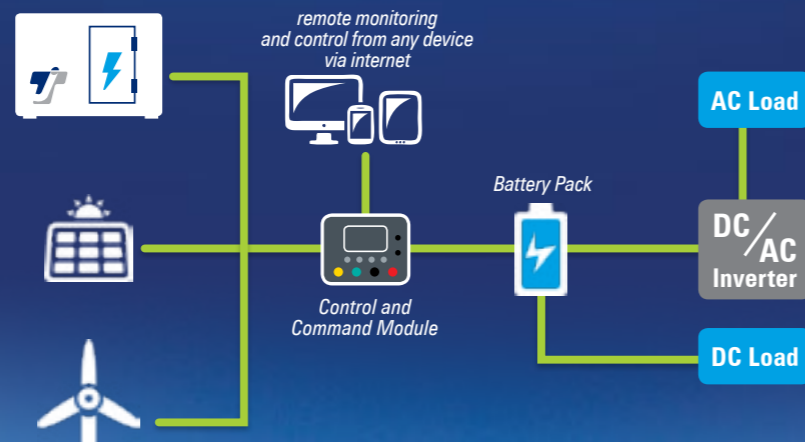 remote monitoring
and control from any device
via internet
AC Load
Battery Pack
DC/AC
Inverter
Control and
Command Module
DC Load